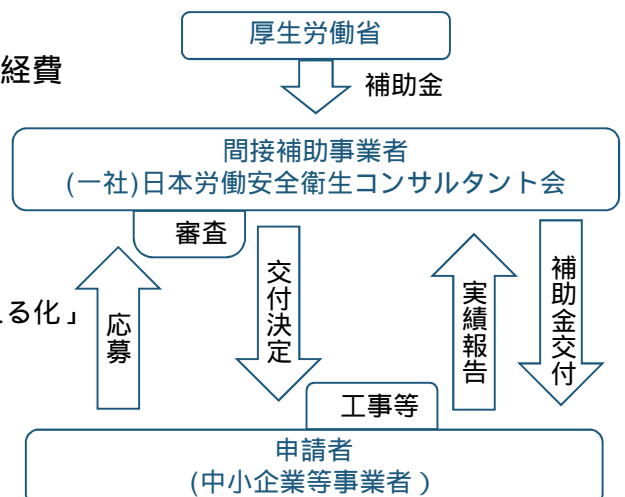 厚生労働省
経費
補助金
間接補助事業者
(一社)日本労働安全衛生コンサルタント会
審査
応募
交付決定
実績報告
補助金交付
る化」
工事等
申請者
(中小企業等事業者)